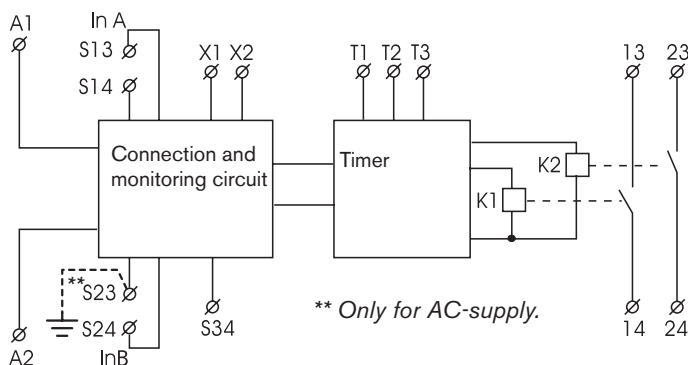 A1
In A
S13
S14
X1 X2
T1 T2 T3
13 23
Connection and
monitoring circuit
Timer
K2
K1
**
S23
S24
InB
A2
S34
** Only for AC-supply.
14 24